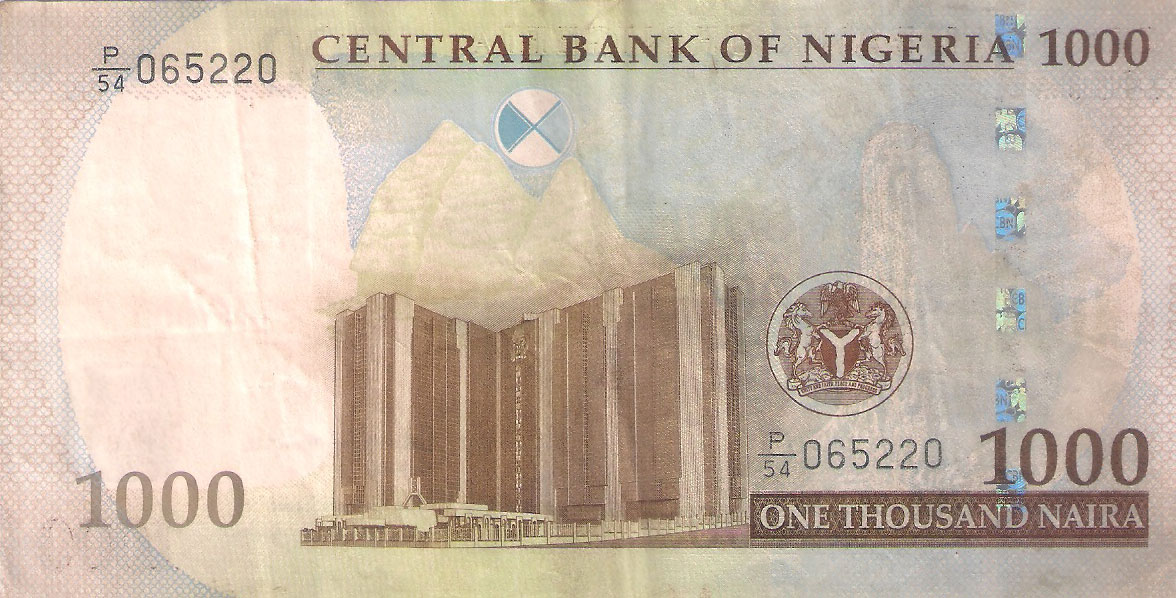 P/54 065220
CENTRAL BANK OF NIGERIA 1000
P/54 065220
1000
1000
ONE THOUSAND NAIRA